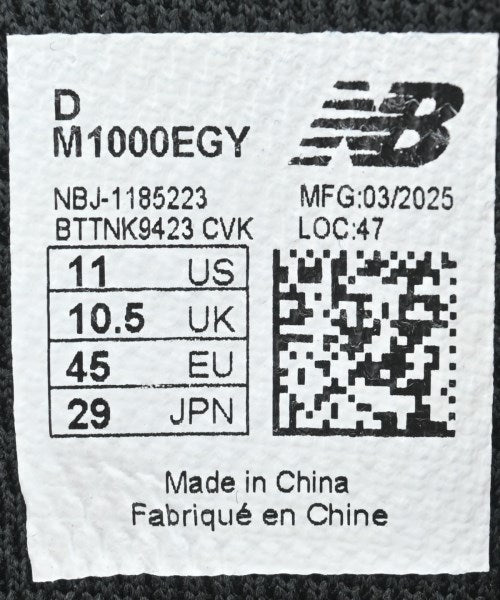 D
M1000EGY
NB
NBJ-1185223
MFG:03/2025
BTTNK9423 CVK
LOC:47
11 US
10.5 UK
45 EU
29 JPN
Made in China
Fabriqué en Chine